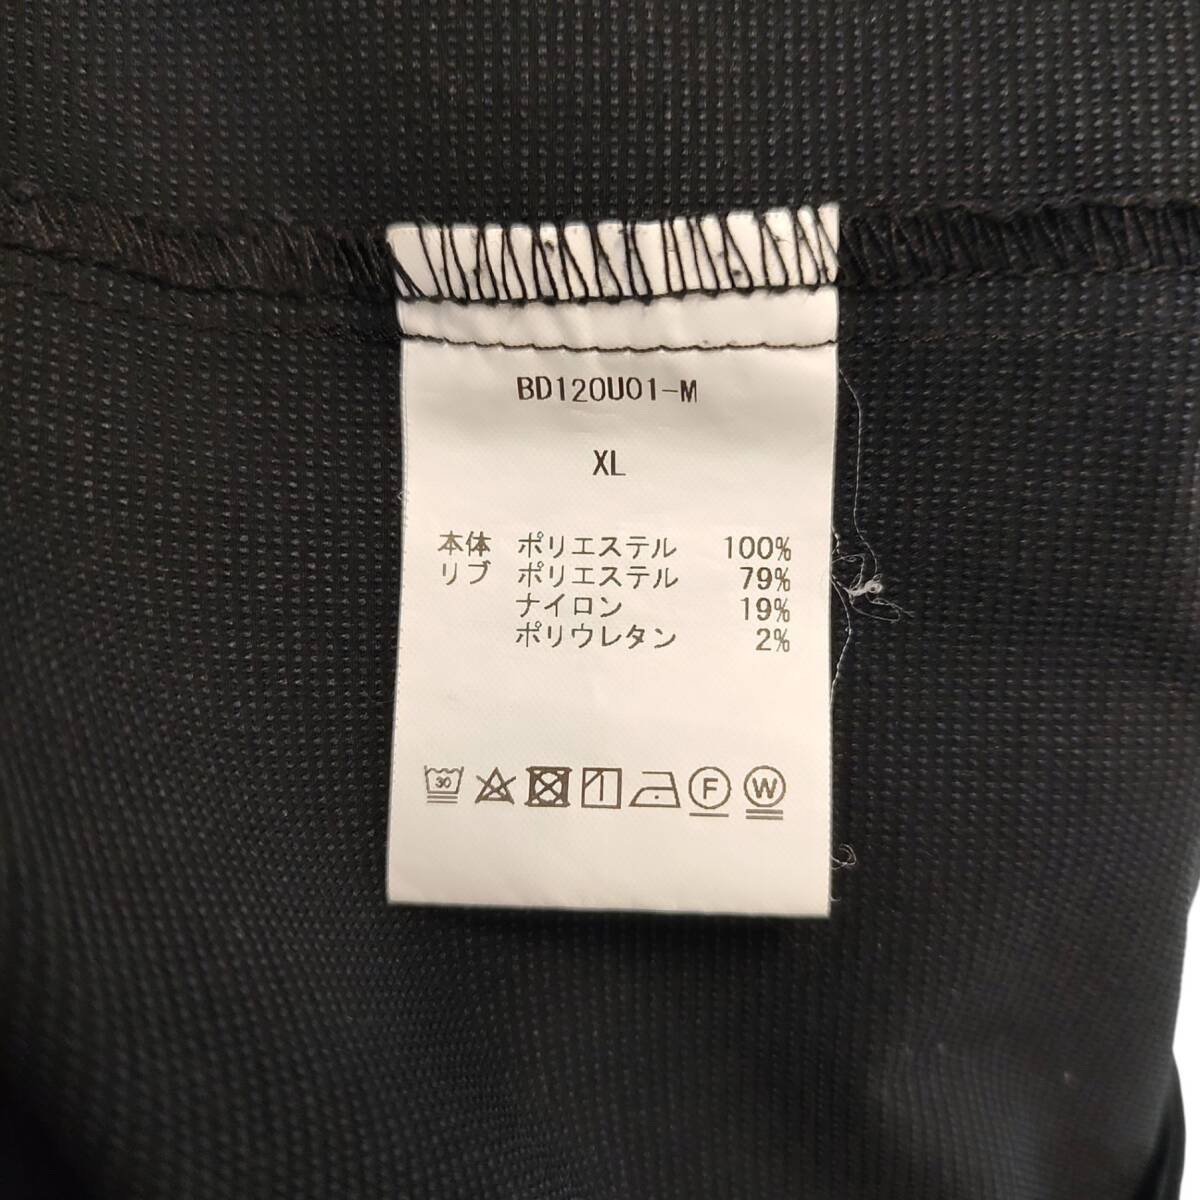 BD120U01-M
XL
本体 ポリエステル 100%
リブ ポリエステル 79%
ナイロン 19%
ポリウレタン 2%
30 F W